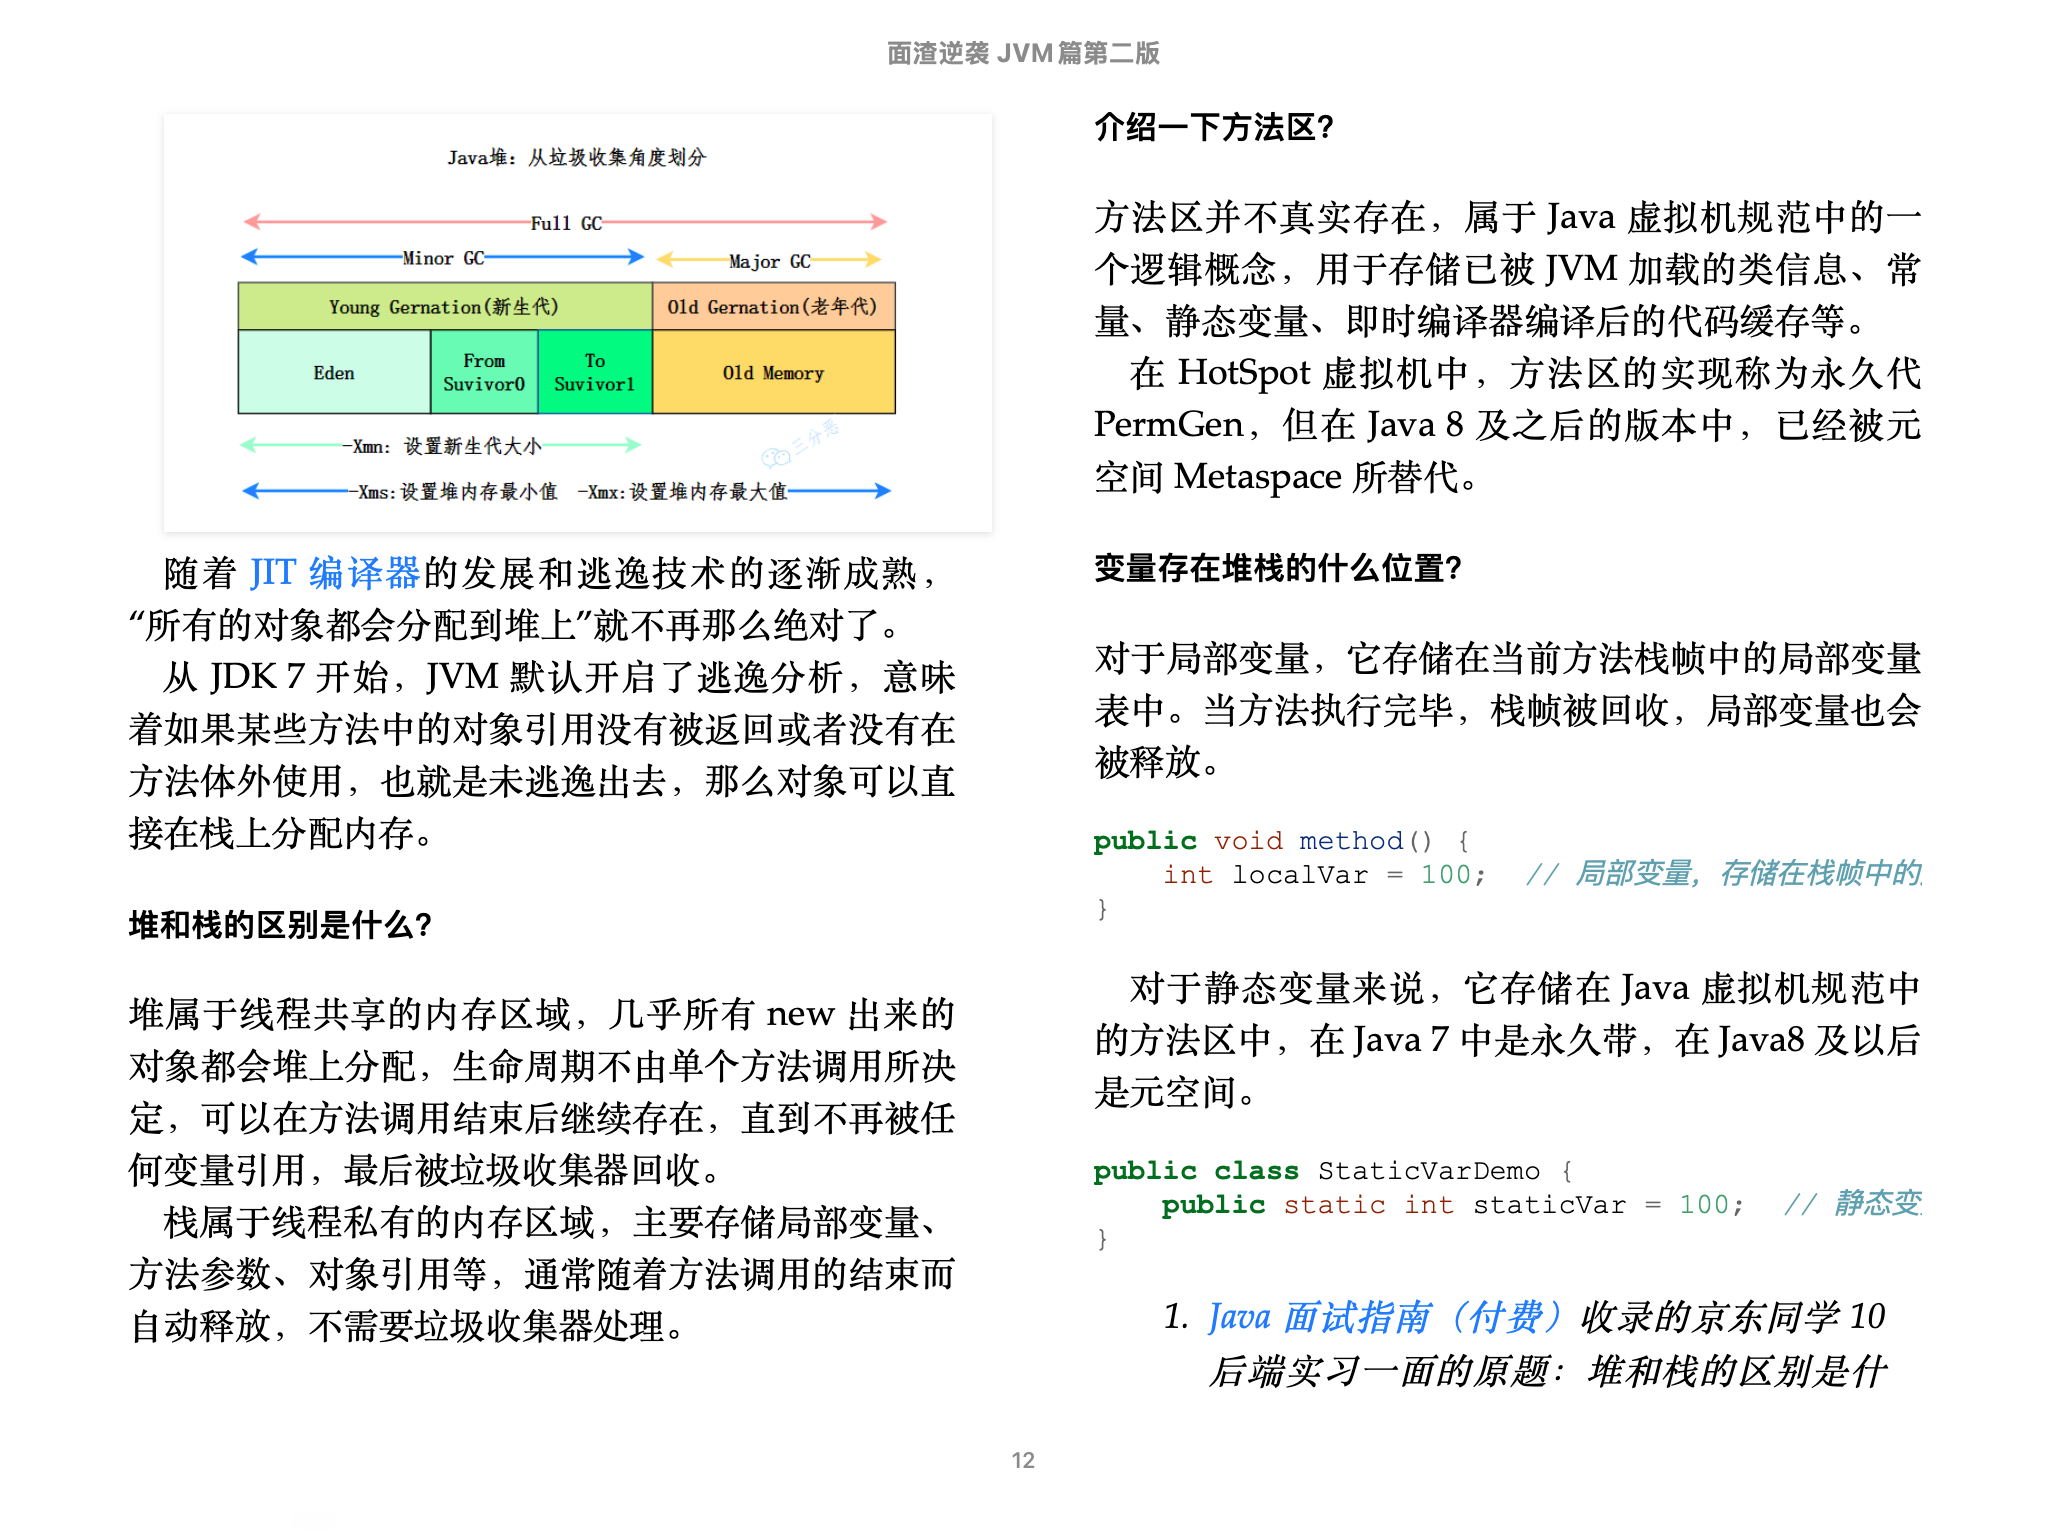 面渣逆袭 JVM篇第二版
Java堆：从垃圾收集角度划分
Full GC
Minor GC
Major GC
Young Gernation(新生代)
Old Gernation(老年代)
Eden
From
Suvivor0
To
Suvivor1
Old Memory
-Xmn: 设置新生代大小
三分恶
-Xms:设置堆内存最小值 -Xmx:设置堆内存最大值
随着 JIT 编译器的发展和逃逸技术的逐渐成熟，
“所有的对象都会分配到堆上”就不再那么绝对了。
从 JDK 7 开始，JVM 默认开启了逃逸分析，意味
着如果某些方法中的对象引用没有被返回或者没有在
方法体外使用，也就是未逃逸出去，那么对象可以直
接在栈上分配内存。
堆和栈的区别是什么？
堆属于线程共享的内存区域，几乎所有 new 出来的
对象都会堆上分配，生命周期不由单个方法调用所决
定，可以在方法调用结束后继续存在，直到不再被任
何变量引用，最后被垃圾收集器回收。
栈属于线程私有的内存区域，主要存储局部变量、
方法参数、对象引用等，通常随着方法调用的结束而
自动释放，不需要垃圾收集器处理。
介绍一下方法区？
方法区并不真实存在，属于 Java 虚拟机规范中的一
个逻辑概念，用于存储已被 JVM 加载的类信息、常
量、静态变量、即时编译器编译后的代码缓存等。
在 HotSpot 虚拟机中，方法区的实现称为永久代
PermGen，但在 Java 8 及之后的版本中，已经被元
空间 Metaspace 所替代。
变量存在堆栈的什么位置？
对于局部变量，它存储在当前方法栈帧中的局部变量
表中。当方法执行完毕，栈帧被回收，局部变量也会
被释放。
public void method() {
int localVar = 100;  // 局部变量，存储在栈帧中的
}
对于静态变量来说，它存储在 Java 虚拟机规范中
的方法区中，在 Java 7 中是永久带，在 Java8 及以后
是元空间。
public class StaticVarDemo {
public static int staticVar = 100;  // 静态变
}
1. Java 面试指南（付费）收录的京东同学 10
后端实习一面的原题：堆和栈的区别是什
12